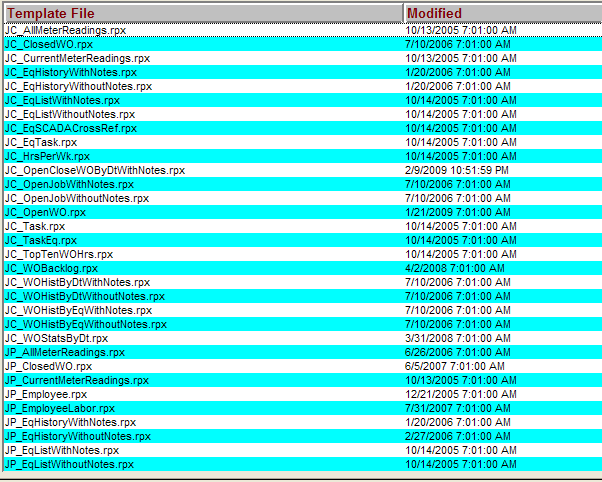 Template File Modified
JC_AllMeterReadings.rpx 10/13/2005 7:01:00 AM
JC_ClosedWO.rpx 7/10/2006 7:01:00 AM
JC_CurrentMeterReadings.rpx 10/13/2005 7:01:00 AM
JC_EqHistoryWithNotes.rpx 1/20/2006 7:01:00 AM
JC_EqHistoryWithoutNotes.rpx 1/20/2006 7:01:00 AM
JC_EqListWithNotes.rpx 10/14/2005 7:01:00 AM
JC_EqListWithoutNotes.rpx 10/14/2005 7:01:00 AM
JC_EqSCADACrossRef.rpx 10/14/2005 7:01:00 AM
JC_EqTask.rpx 10/14/2005 7:01:00 AM
JC_HrsPerWk.rpx 10/14/2005 7:01:00 AM
JC_OpenCloseWOByDtWithNotes.rpx 2/9/2009 10:51:59 PM
JC_OpenJobWithNotes.rpx 7/10/2006 7:01:00 AM
JC_OpenJobWithoutNotes.rpx 7/10/2006 7:01:00 AM
JC_OpenWO.rpx 1/21/2009 7:01:00 AM
JC_Task.rpx 10/14/2005 7:01:00 AM
JC_TaskEq.rpx 10/14/2005 7:01:00 AM
JC_TopTenWOHrs.rpx 10/14/2005 7:01:00 AM
JC_WOBacklog.rpx 4/2/2008 7:01:00 AM
JC_WOHistByDtWithNotes.rpx 7/10/2006 7:01:00 AM
JC_WOHistByDtWithoutNotes.rpx 7/10/2006 7:01:00 AM
JC_WOHistByEqWithNotes.rpx 7/10/2006 7:01:00 AM
JC_WOHistByEqWithoutNotes.rpx 7/10/2006 7:01:00 AM
JC_WOStatsByDt.rpx 3/31/2008 7:01:00 AM
JP_AllMeterReadings.rpx 6/26/2006 7:01:00 AM
JP_ClosedWO.rpx 6/5/2007 7:01:00 AM
JP_CurrentMeterReadings.rpx 10/13/2005 7:01:00 AM
JP_Employee.rpx 12/21/2005 7:01:00 AM
JP_EmployeeLabor.rpx 7/31/2007 7:01:00 AM
JP_EqHistoryWithNotes.rpx 1/20/2006 7:01:00 AM
JP_EqHistoryWithoutNotes.rpx 2/27/2006 7:01:00 AM
JP_EqListWithNotes.rpx 10/14/2005 7:01:00 AM
JP_EqListWithoutNotes.rpx 10/14/2005 7:01:00 AM